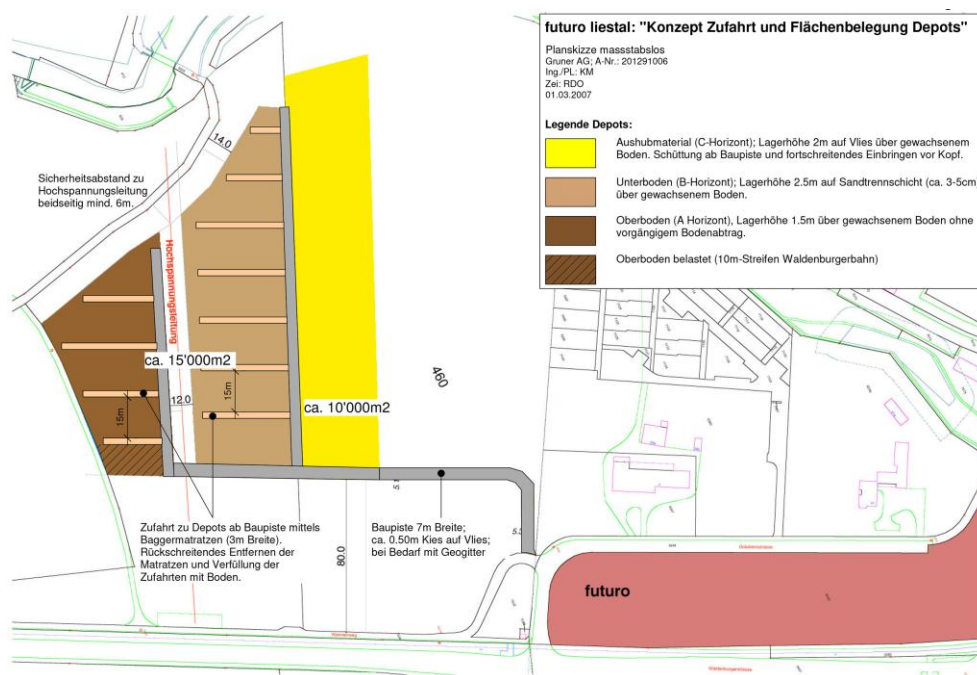 futuro liestal: "Konzept Zufahrt und Flächenbelegung Depots"
Planskizze massstabslos
Gruner AG; A-Nr.: 201291006
Ing./PL: KM
Zei: RDO
01.03.2007
Legende Depots:
Aushubmaterial (C-Horizont); Lagerhöhe 2m auf Vlies über gewachsenem
Boden. Schüttung ab Baupiste und fortschreitendes Einbringen vor Kopf.
Unterboden (B-Horizont); Lagerhöhe 2.5m auf Sandtrennschicht (ca. 3-5cm)
über gewachsenem Boden.
Oberboden (A Horizont), Lagerhöhe 1.5m über gewachsenem Boden ohne
vorgängigem Bodenabtrag.
Oberboden belastet (10m-Streifen Waldenburgerbahn)
14.0
Sicherheitsabstand zu
Hochspannungsleitung
beidseitig mind. 6m.
Hochspannungsleitung
ca. 15'000m2
460
15m
12.0
ca. 10'000m2
15m
Zufahrt zu Depots ab Baupiste mittels
Baggermatratzen (3m Breite).
Rückschreitendes Entfernen der
Matratzen und Verfüllung der
Zufahrten mit Boden.
80.0
Baupiste 7m Breite;
ca. 0.50m Kies auf Vlies;
bei Bedarf mit Geogitter
futuro